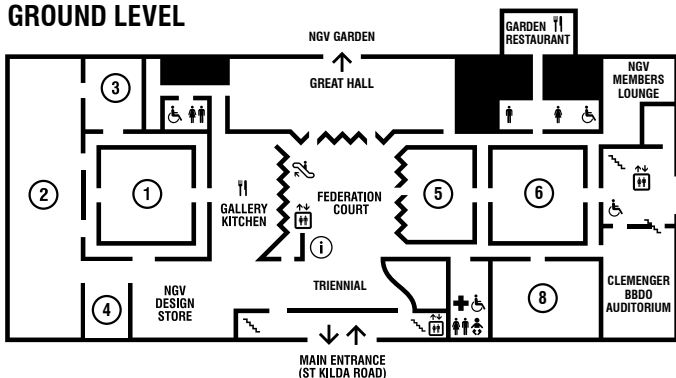 GROUND LEVEL
NGV GARDEN
GREAT HALL
GARDEN
RESTAURANT
NGV
MEMBERS
LOUNGE
3
2
1
GALLERY
KITCHEN
FEDERATION
COURT
5
6
i
4
NGV
DESIGN
STORE
TRIENNIAL
8
CLEMENGER
BBDO
AUDITORIUM
MAIN ENTRANCE
(ST KILDA ROAD)